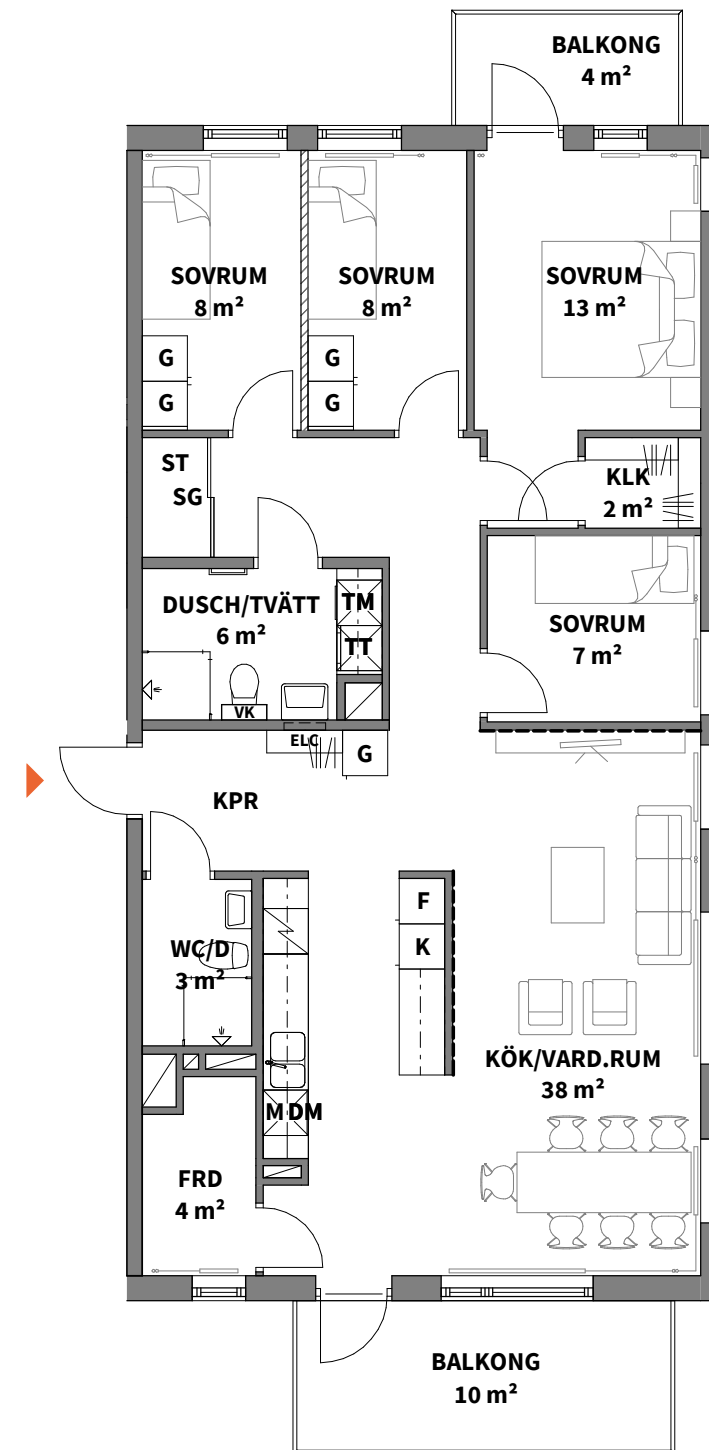 BALKONG
4 m²
SOVRUM
8 m²
SOVRUM
8 m²
SOVRUM
13 m²
G
G
G
G
ST
SG
KLK
2 m²
DUSCH/TVÄTT
6 m²
TM
TT
SOVRUM
7 m²
VK
ELC
G
KPR
F
K
WC/D
3 m²
KÖK/VARD.RUM
38 m²
M DM
FRD
4 m²
BALKONG
10 m²